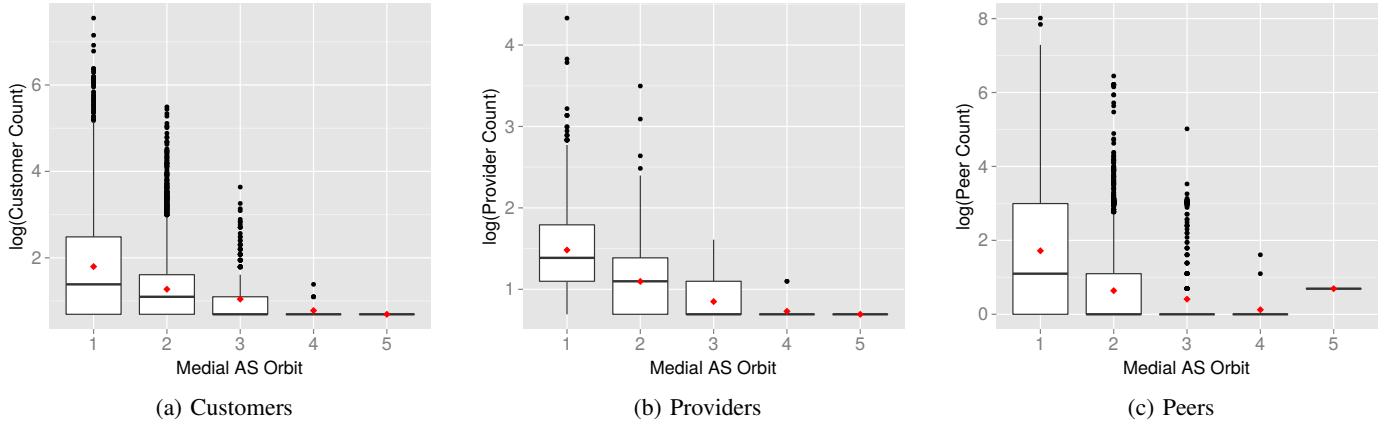 log(Customer Count)
6
4
2
1 2 3 4 5
Medial AS Orbit
(a) Customers
log(Provider Count)
4
3
2
1
1 2 3 4 5
Medial AS Orbit
(b) Providers
log(Peer Count)
8
6
4
2
0
1 2 3 4 5
Medial AS Orbit
(c) Peers